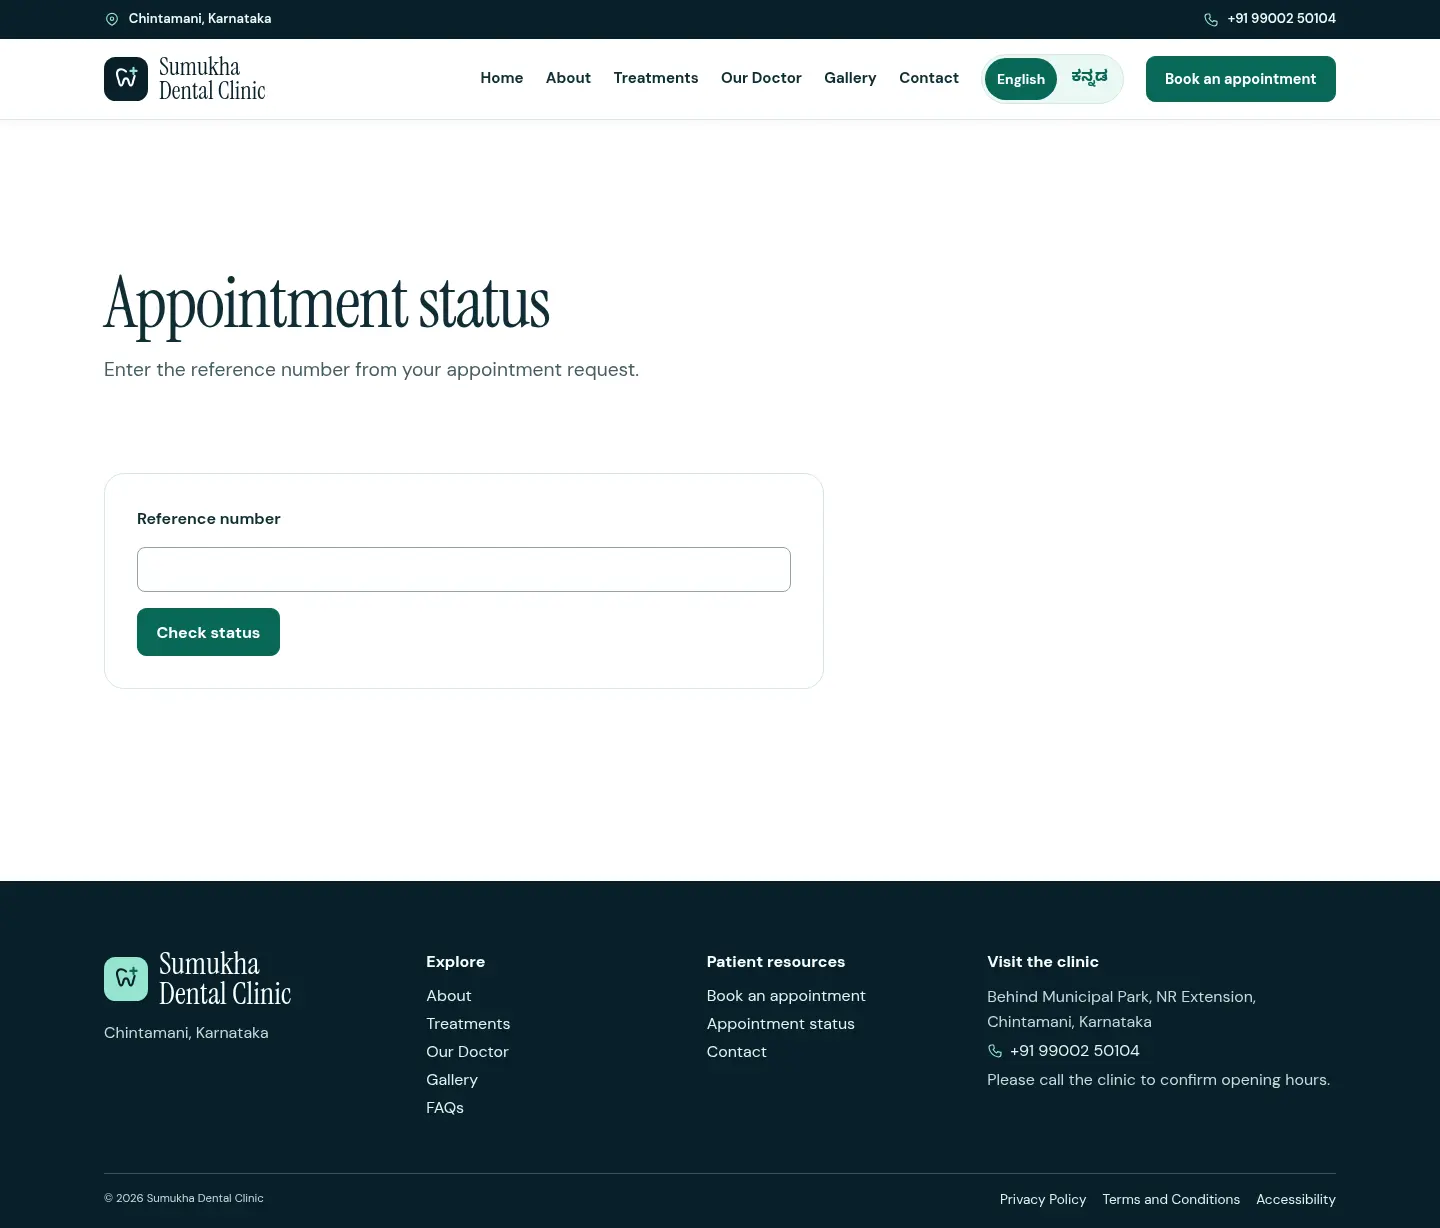 Chintamani, Karnataka
+91 99002 50104
Sumukha
Dental Clinic
Home
About
Treatments
Our Doctor
Gallery
Contact
English
ಕನ್ನಡ
Book an appointment
Appointment status
Enter the reference number from your appointment request.
Reference number
Check status
Sumukha
Dental Clinic
Chintamani, Karnataka
Explore
About
Treatments
Our Doctor
Gallery
FAQs
Patient resources
Book an appointment
Appointment status
Contact
Visit the clinic
Behind Municipal Park, NR Extension,
Chintamani, Karnataka
+91 99002 50104
Please call the clinic to confirm opening hours.
© 2026 Sumukha Dental Clinic
Privacy Policy
Terms and Conditions
Accessibility